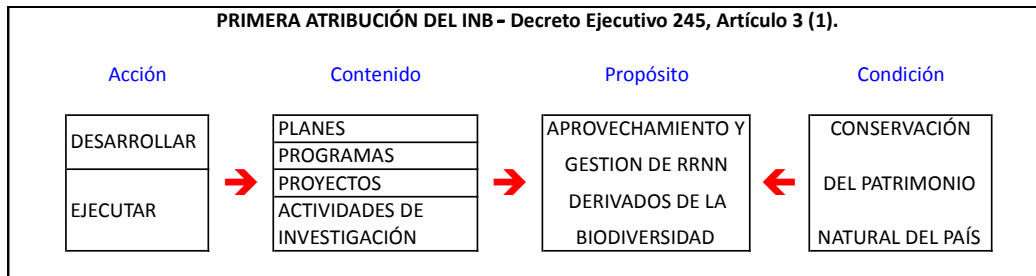 PRIMERA ATRIBUCIÓN DEL INB - Decreto Ejecutivo 245, Artículo 3 (1).
Acción
Contenido
Propósito
Condición
DESARROLLAR
EJECUTAR
PLANES
PROGRAMAS
PROYECTOS
ACTIVIDADES DE
INVESTIGACIÓN
APROVECHAMIENTO Y
GESTION DE RRNN
DERIVADOS DE LA
BIODIVERSIDAD
CONSERVACIÓN
DEL PATRIMONIO
NATURAL DEL PAÍS